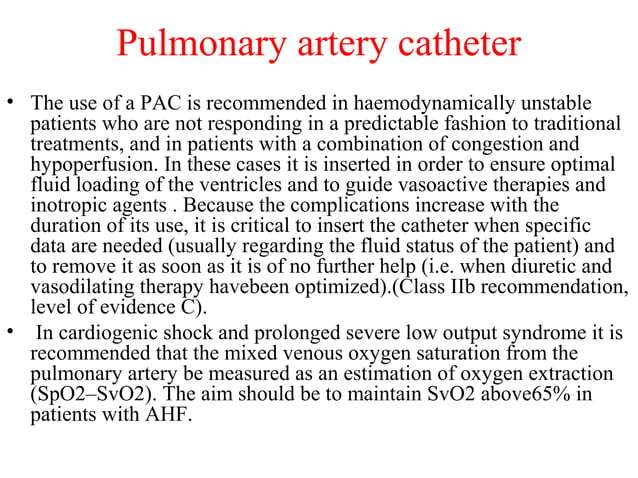 Pulmonary artery catheter
• The use of a PAC is recommended in haemodynamically unstable
patients who are not responding in a predictable fashion to traditional
treatments, and in patients with a combination of congestion and
hypoperfusion. In these cases it is inserted in order to ensure optimal
fluid loading of the ventricles and to guide vasoactive therapies and
inotropic agents . Because the complications increase with the
duration of its use, it is critical to insert the catheter when specific
data are needed (usually regarding the fluid status of the patient) and
to remove it as soon as it is of no further help (i.e. when diuretic and
vasodilating therapy havebeen optimized).(Class IIb recommendation,
level of evidence C).
• In cardiogenic shock and prolonged severe low output syndrome it is
recommended that the mixed venous oxygen saturation from the
pulmonary artery be measured as an estimation of oxygen extraction
(SpO2–SvO2). The aim should be to maintain SvO2 above65% in
patients with AHF.